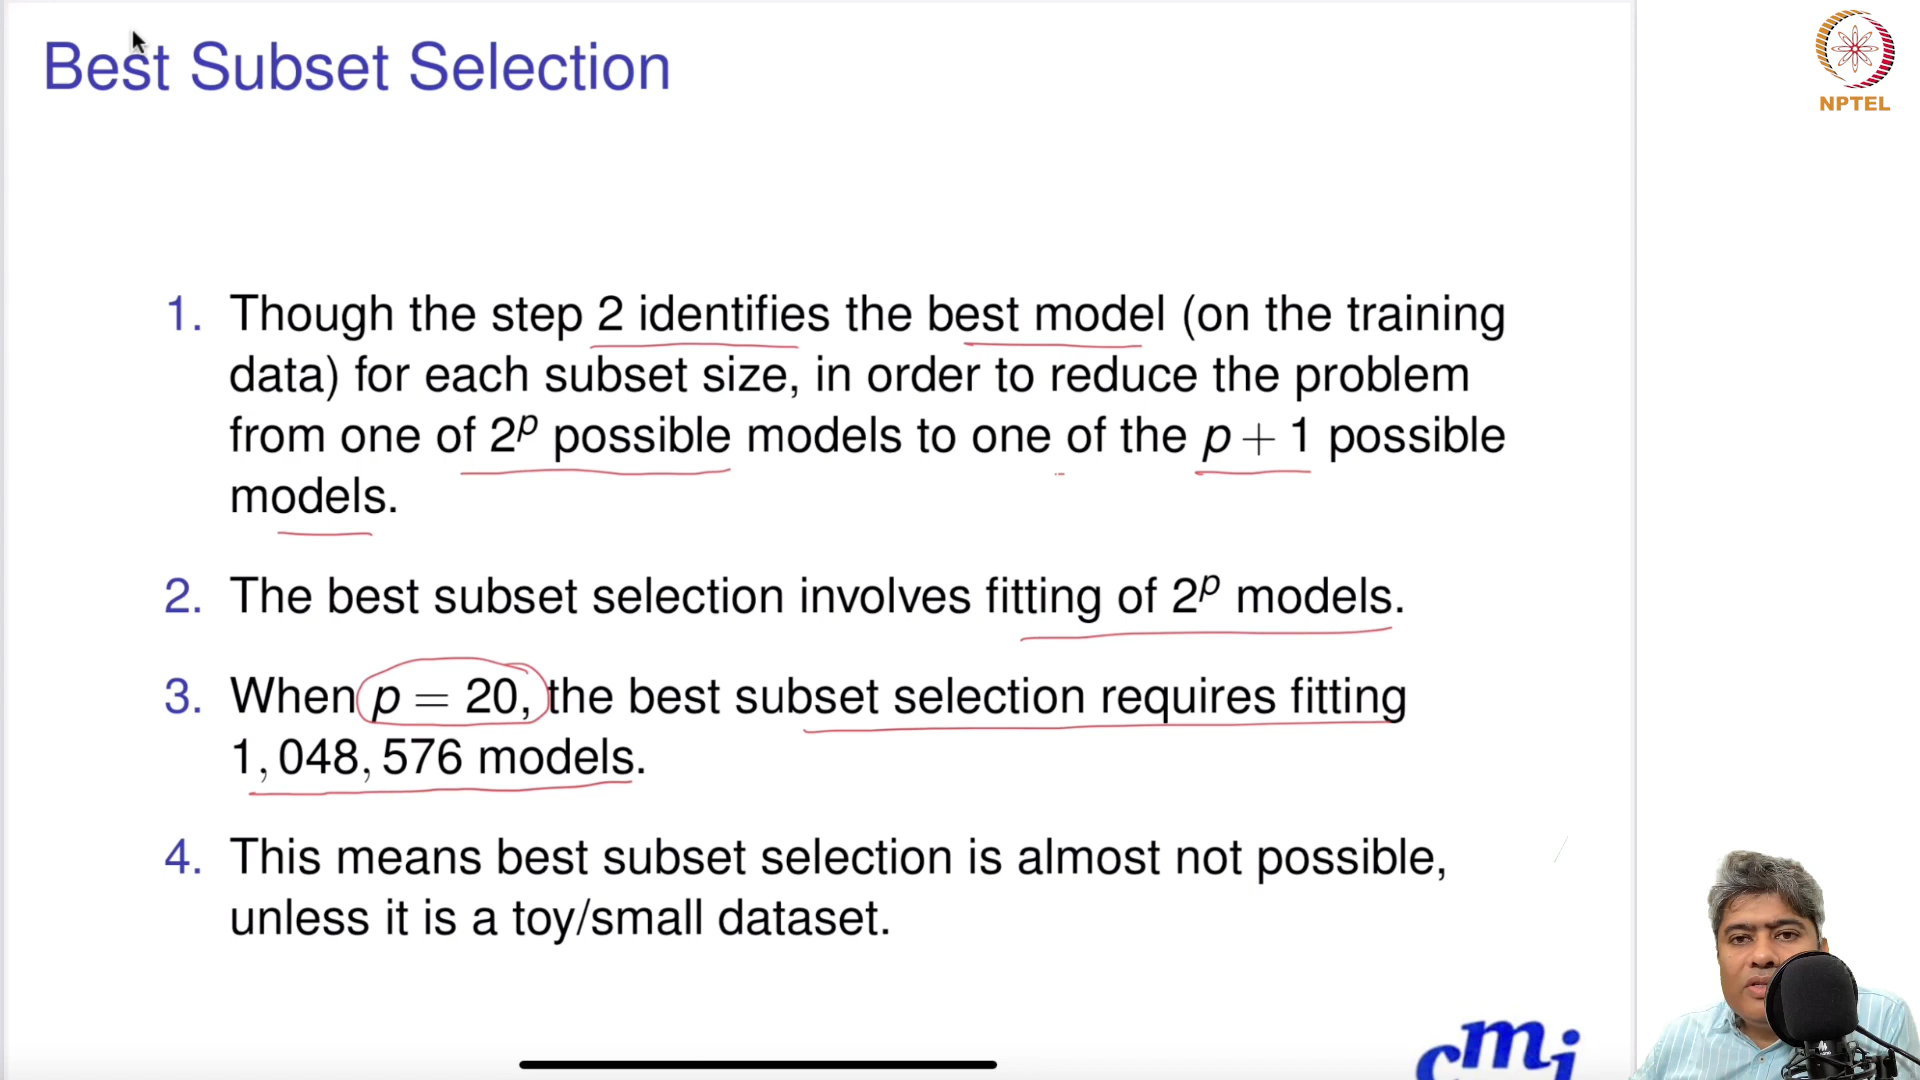 Best Subset Selection
NPTEL
1. Though the step 2 identifies the best model (on the training
data) for each subset size, in order to reduce the problem
from one of 2^p possible models to one of the p + 1 possible
models.
2. The best subset selection involves fitting of 2^p models.
3. When p = 20, the best subset selection requires fitting
1, 048, 576 models.
4. This means best subset selection is almost not possible,
unless it is a toy/small dataset.
cmi